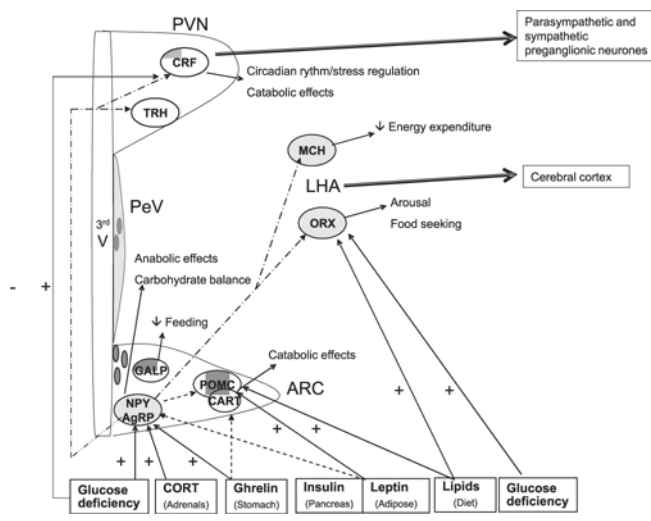 PVN
Parasympathetic and
sympathetic
preganglionic neurones
CRF
Circadian rythm/stress regulation
Catabolic effects
TRH
↓ Energy expenditure
MCH
LHA
Cerebral cortex
PeV
3rd
V
ORX
Arousal
Food seeking
Anabolic effects
Carbohydrate balance
- +
↓ Feeding
GALP
Catabolic effects
POMC
CART
ARC
NPY
AgRP
+ +
+ + +
+ +
Glucose
deficiency
CORT
(Adrenals)
Ghrelin
(Stomach)
Insulin
(Pancreas)
Leptin
(Adipose)
Lipids
(Diet)
Glucose
deficiency